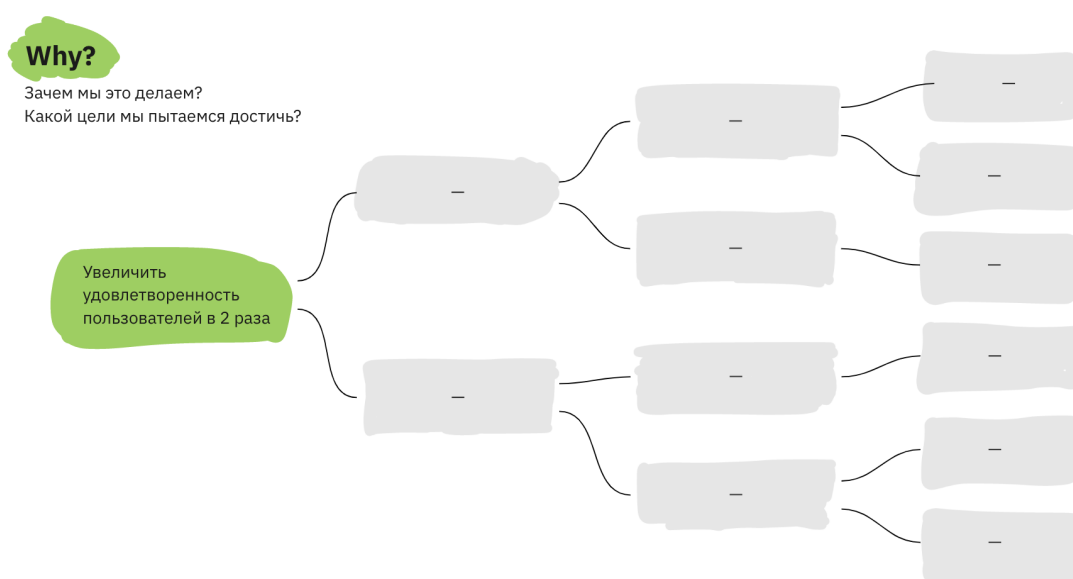 Why?
Зачем мы это делаем?
Какой цели мы пытаемся достичь?
Увеличить
удовлетворенность
пользователей в 2 раза
—
—
—
—
—
—
—
—
—
—
—
—